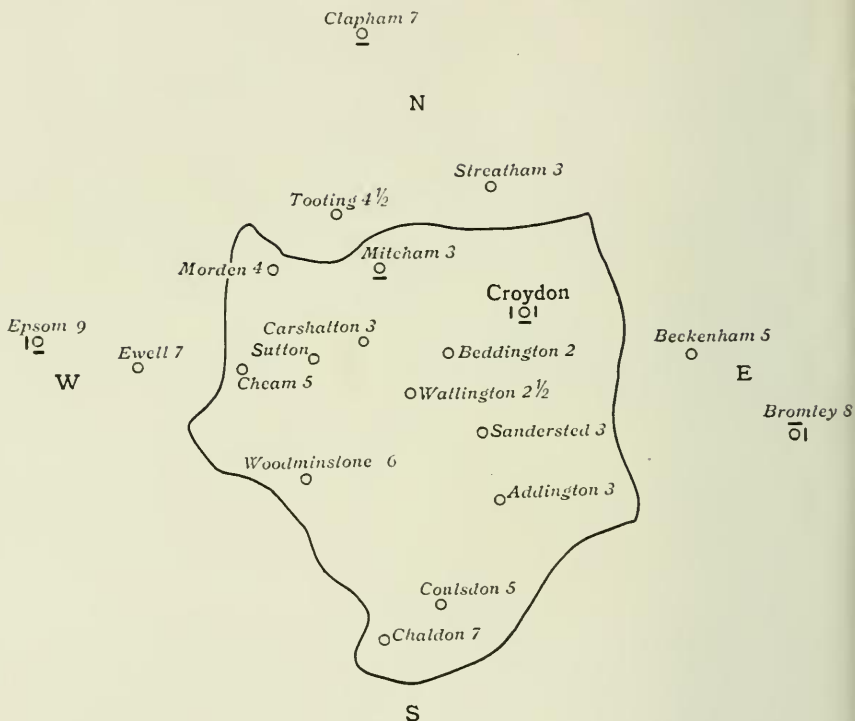 Clapham 7
N
Streatham 3
Tooting 4½
Mitcham 3
Morden 4
Croydon
Epsom 9
Carshalton 3
Beckenham 5
Ewell 7
Sutton
Beddington 2
W
Cheam 5
E
Wallington 2½
Bromley 8
Sandersted 3
Woodminstone 6
Addington 3
Coulsdon 5
Chaldon 7
S